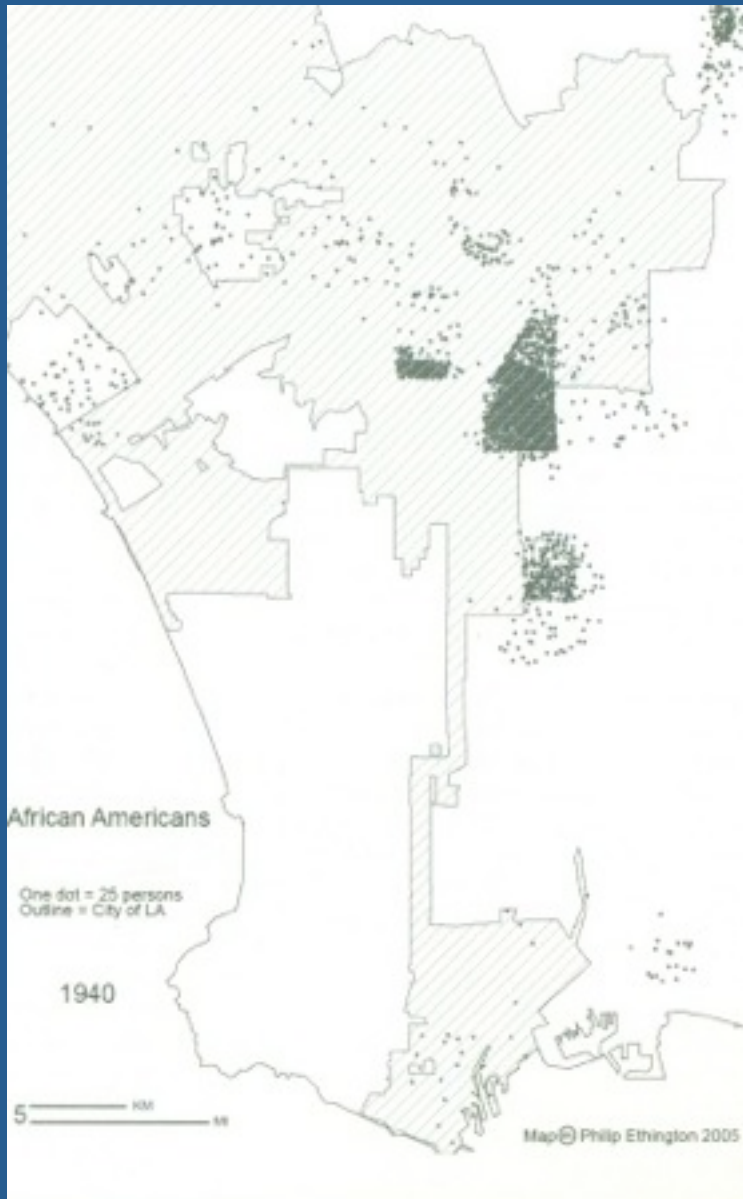 African Americans
One dot = 25 persons
Outline = City of LA
1940
5 KM
MI
Map© Philip Ethington 2005